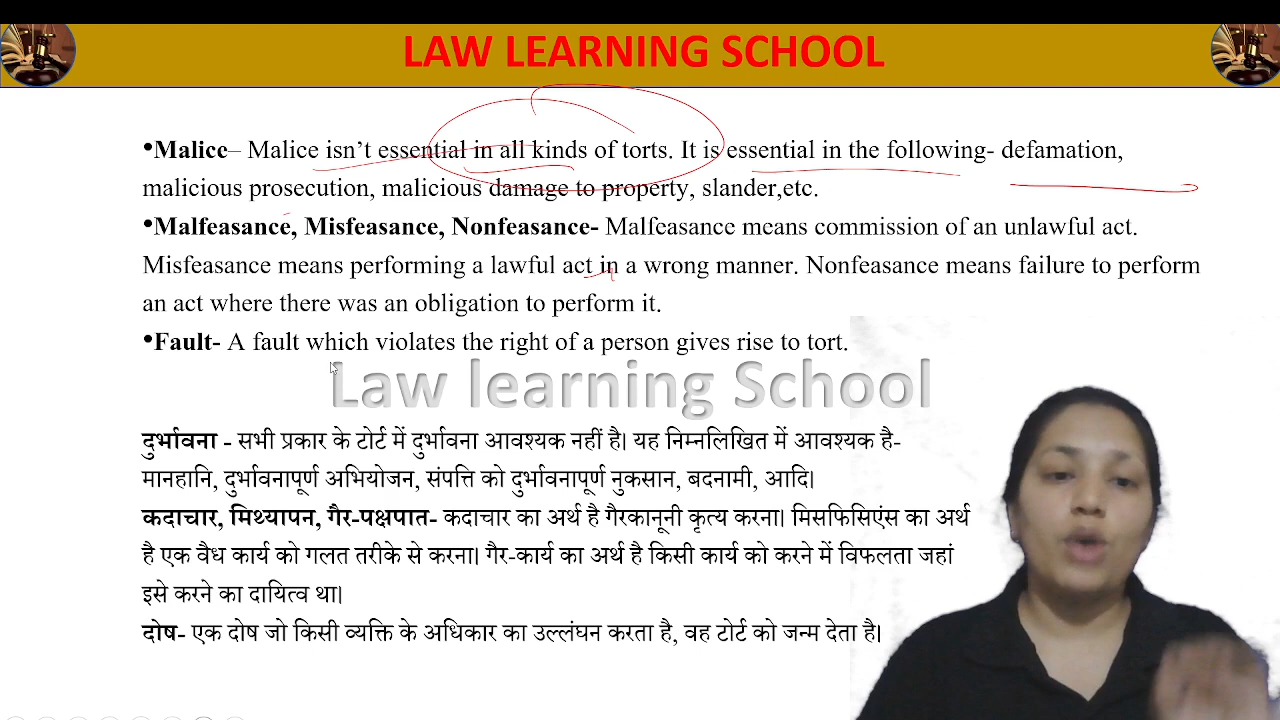 LAW LEARNING SCHOOL
•Malice– Malice isn’t essential in all kinds of torts. It is essential in the following- defamation,
malicious prosecution, malicious damage to property, slander,etc.
•Malfeasance, Misfeasance, Nonfeasance- Malfeasance means commission of an unlawful act.
Misfeasance means performing a lawful act in a wrong manner. Nonfeasance means failure to perform
an act where there was an obligation to perform it.
•Fault- A fault which violates the right of a person gives rise to tort.
Law learning School
दुर्भावना - सभी प्रकार के टोर्ट में दुर्भावना आवश्यक नहीं है। यह निम्नलिखित में आवश्यक है-
मानहानि, दुर्भावनापूर्ण अभियोजन, संपत्ति को दुर्भावनापूर्ण नुकसान, बदनामी, आदि।
कदाचार, मिथ्यापन, गैर-पक्षपात- कदाचार का अर्थ है गैरकानूनी कृत्य करना। मिसफिसिएंस का अर्थ
है एक वैध कार्य को गलत तरीके से करना। गैर-कार्य का अर्थ है किसी कार्य को करने में विफलता जहां
इसे करने का दायित्व था।
दोष- एक दोष जो किसी व्यक्ति के अधिकार का उल्लंघन करता है, वह टोर्ट को जन्म देता है।